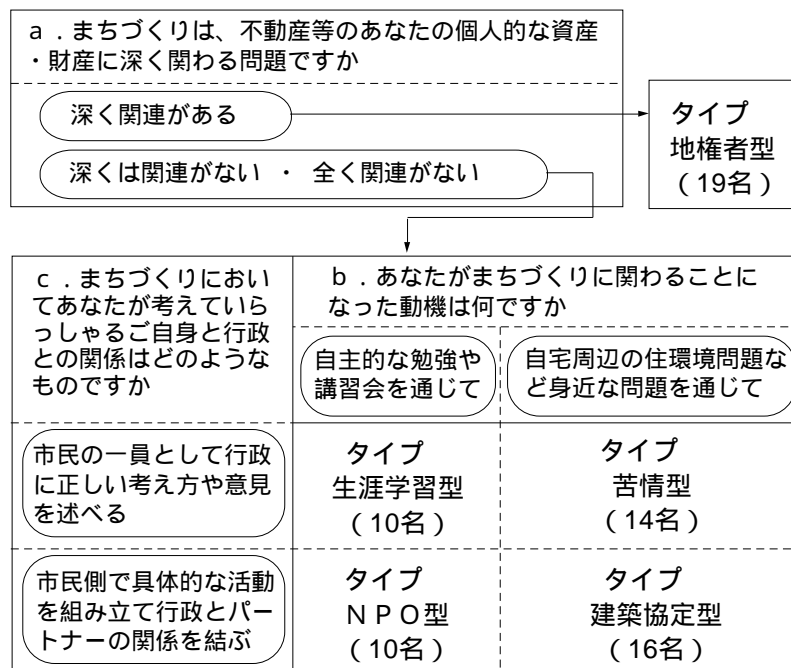 a．まちづくりは、不動産等のあなたの個人的な資産
・財産に深く関わる問題ですか
深く関連がある
深くは関連がない ・ 全く関連がない
タイプ
地権者型
（19名）
c．まちづくりにおい
てあなたが考えていら
っしゃるご自身と行政
との関係はどのような
ものですか
b．あなたがまちづくりに関わることに
なった動機は何ですか
自主的な勉強や
講習会を通じて
自宅周辺の住環境問題な
ど身近な問題を通じて
市民の一員として行政
に正しい考え方や意見
を述べる
タイプ
生涯学習型
（10名）
タイプ
苦情型
（14名）
市民側で具体的な活動
を組み立て行政とパー
トナーの関係を結ぶ
タイプ
ＮＰＯ型
（10名）
タイプ
建築協定型
（16名）